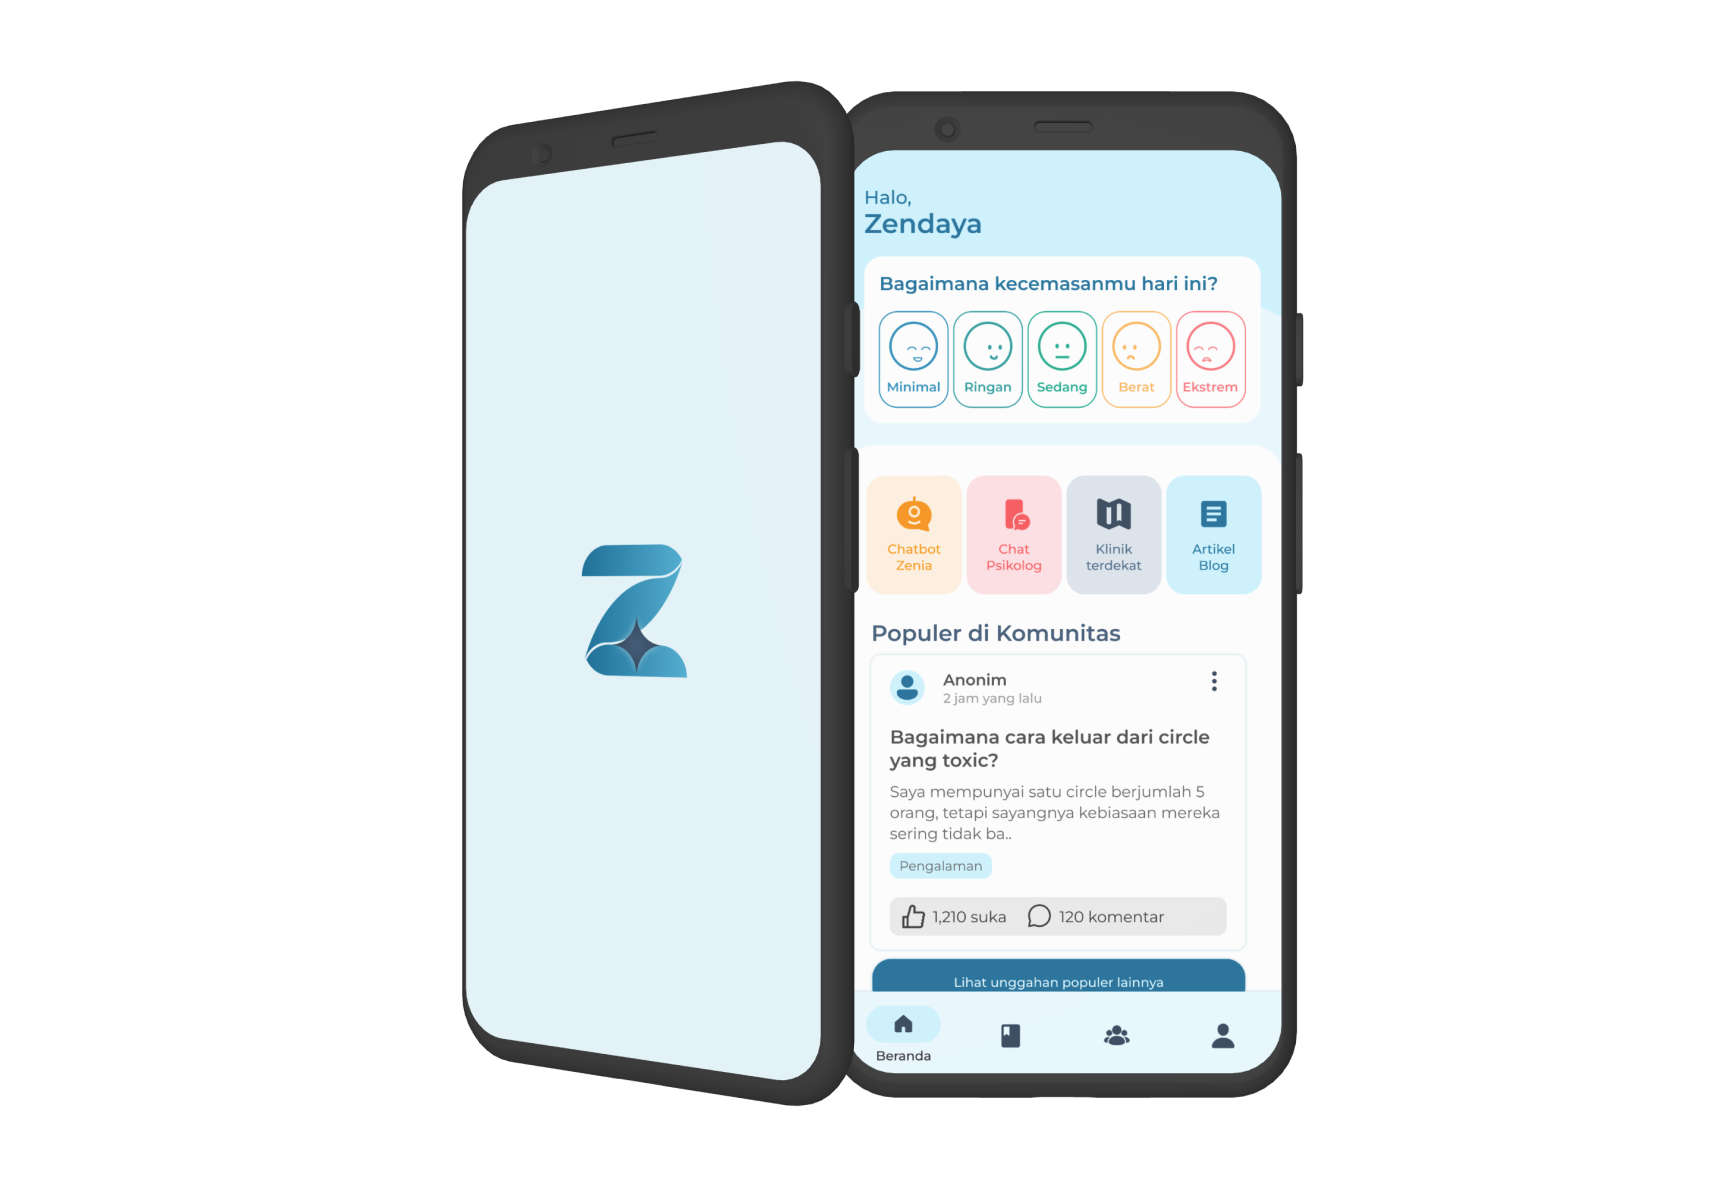 Halo,
Zendaya
Bagaimana kecemasanmu hari ini?
Minimal
Ringan
Sedang
Berat
Ekstrem
Chatbot
Zenia
Chat
Psikolog
Klinik
terdekat
Artikel
Blog
Populer di Komunitas
Anonim
2 jam yang lalu
Bagaimana cara keluar dari circle
yang toxic?
Saya mempunyai satu circle berjumlah 5
orang, tetapi sayangnya kebiasaan mereka
sering tidak ba..
Pengalaman
1,210 suka
120 komentar
Lihat unggahan populer lainnya
Beranda